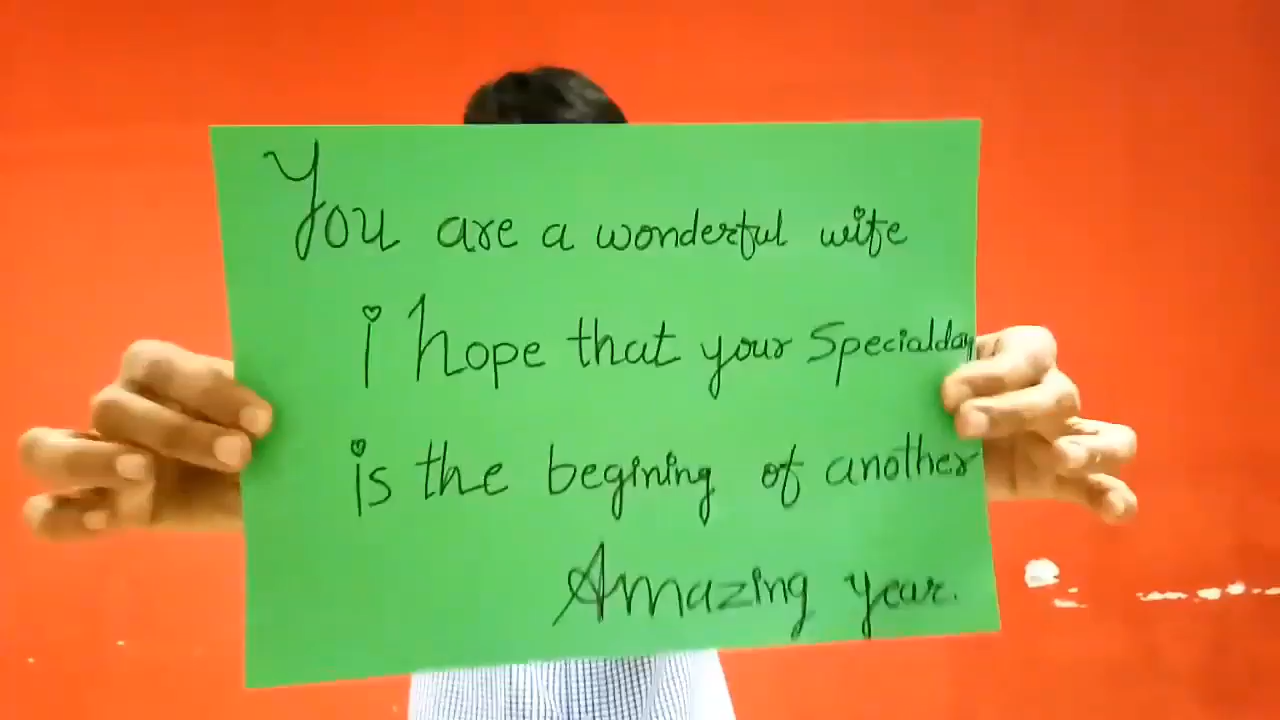 You are a wonderful wife
i hope that your Specialday
is the begining of another
Amazing year.